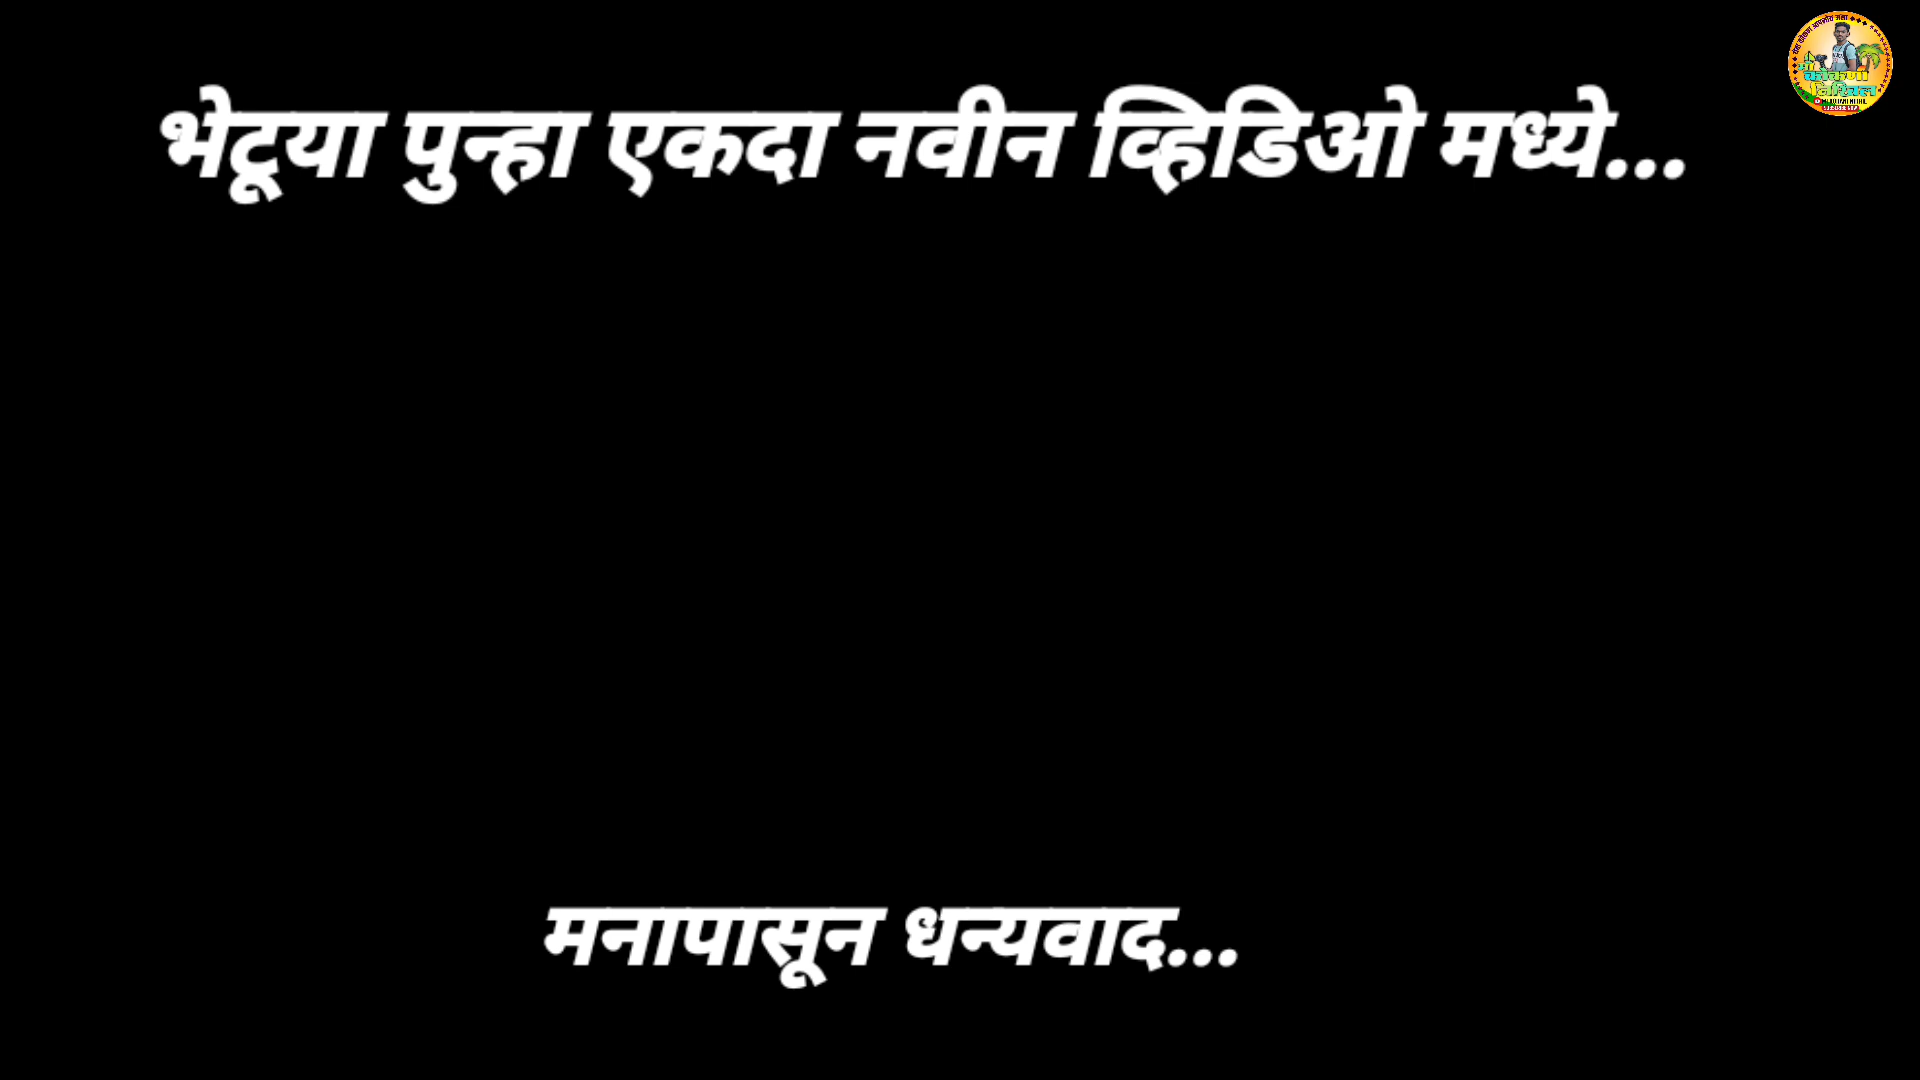 भेटूया पुन्हा एकदा नवीन व्हिडिओ मध्ये...
मनापासून धन्यवाद...